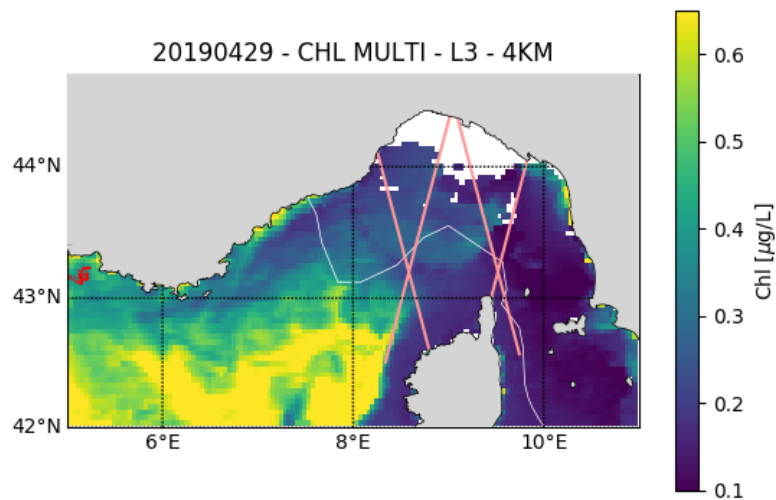 20190429 - CHL MULTI - L3 - 4KM
44°N
43°N
42°N
6°E
8°E
10°E
0.6
0.5
0.4
0.3
0.2
0.1
Chl [μg/L]